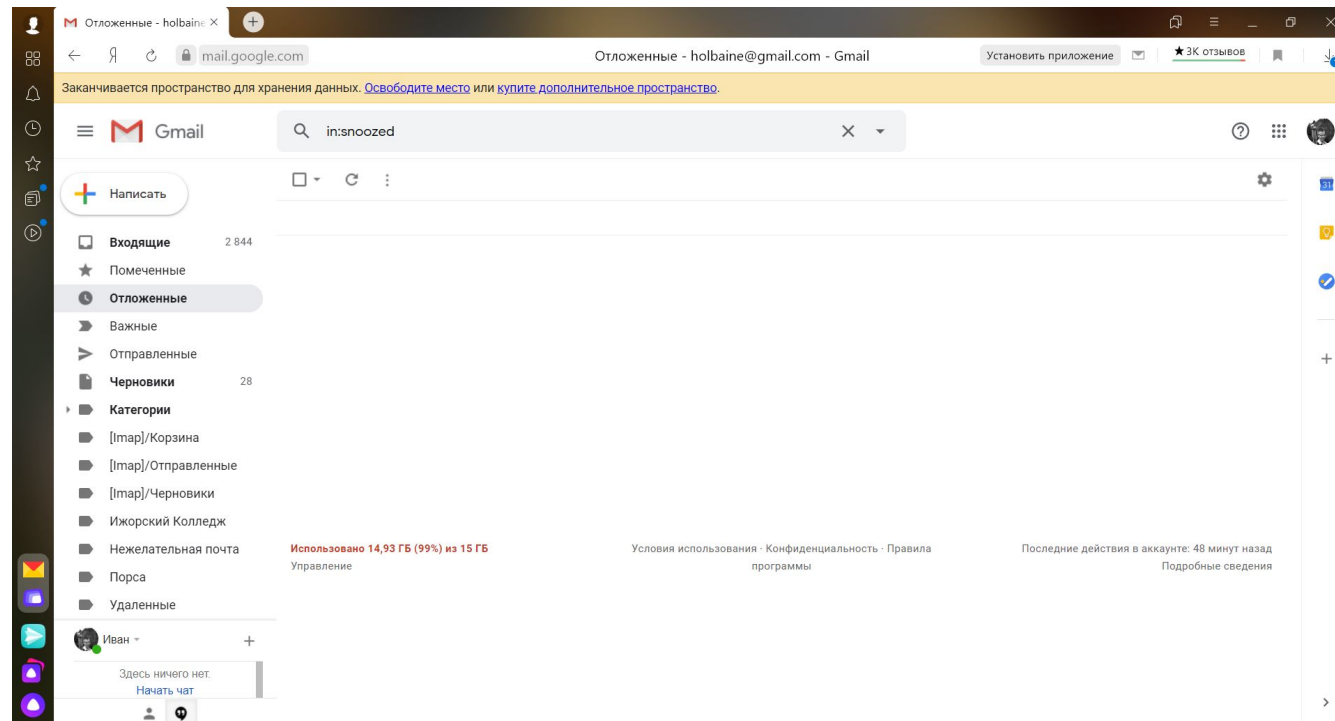 Отложенные - holbaine
mail.google.com
Отложенные - holbaine@gmail.com - Gmail
Установить приложение
★3К отзывов
Заканчивается пространство для хранения данных. Освободите место или купите дополнительное пространство.
Gmail
in:snoozed
Написать
31
Входящие 2 844
Помеченные
Отложенные
Важные
Отправленные
Черновики 28
Категории
[Imap]/Корзина
[Imap]/Отправленные
[Imap]/Черновики
Ижорский Колледж
Нежелательная почта
Порса
Удаленные
Использовано 14,93 ГБ (99%) из 15 ГБ
Управление
Условия использования · Конфиденциальность · Правила
программы
Последние действия в аккаунте: 48 минут назад
Подробные сведения
Иван
Здесь ничего нет.
Начать чат